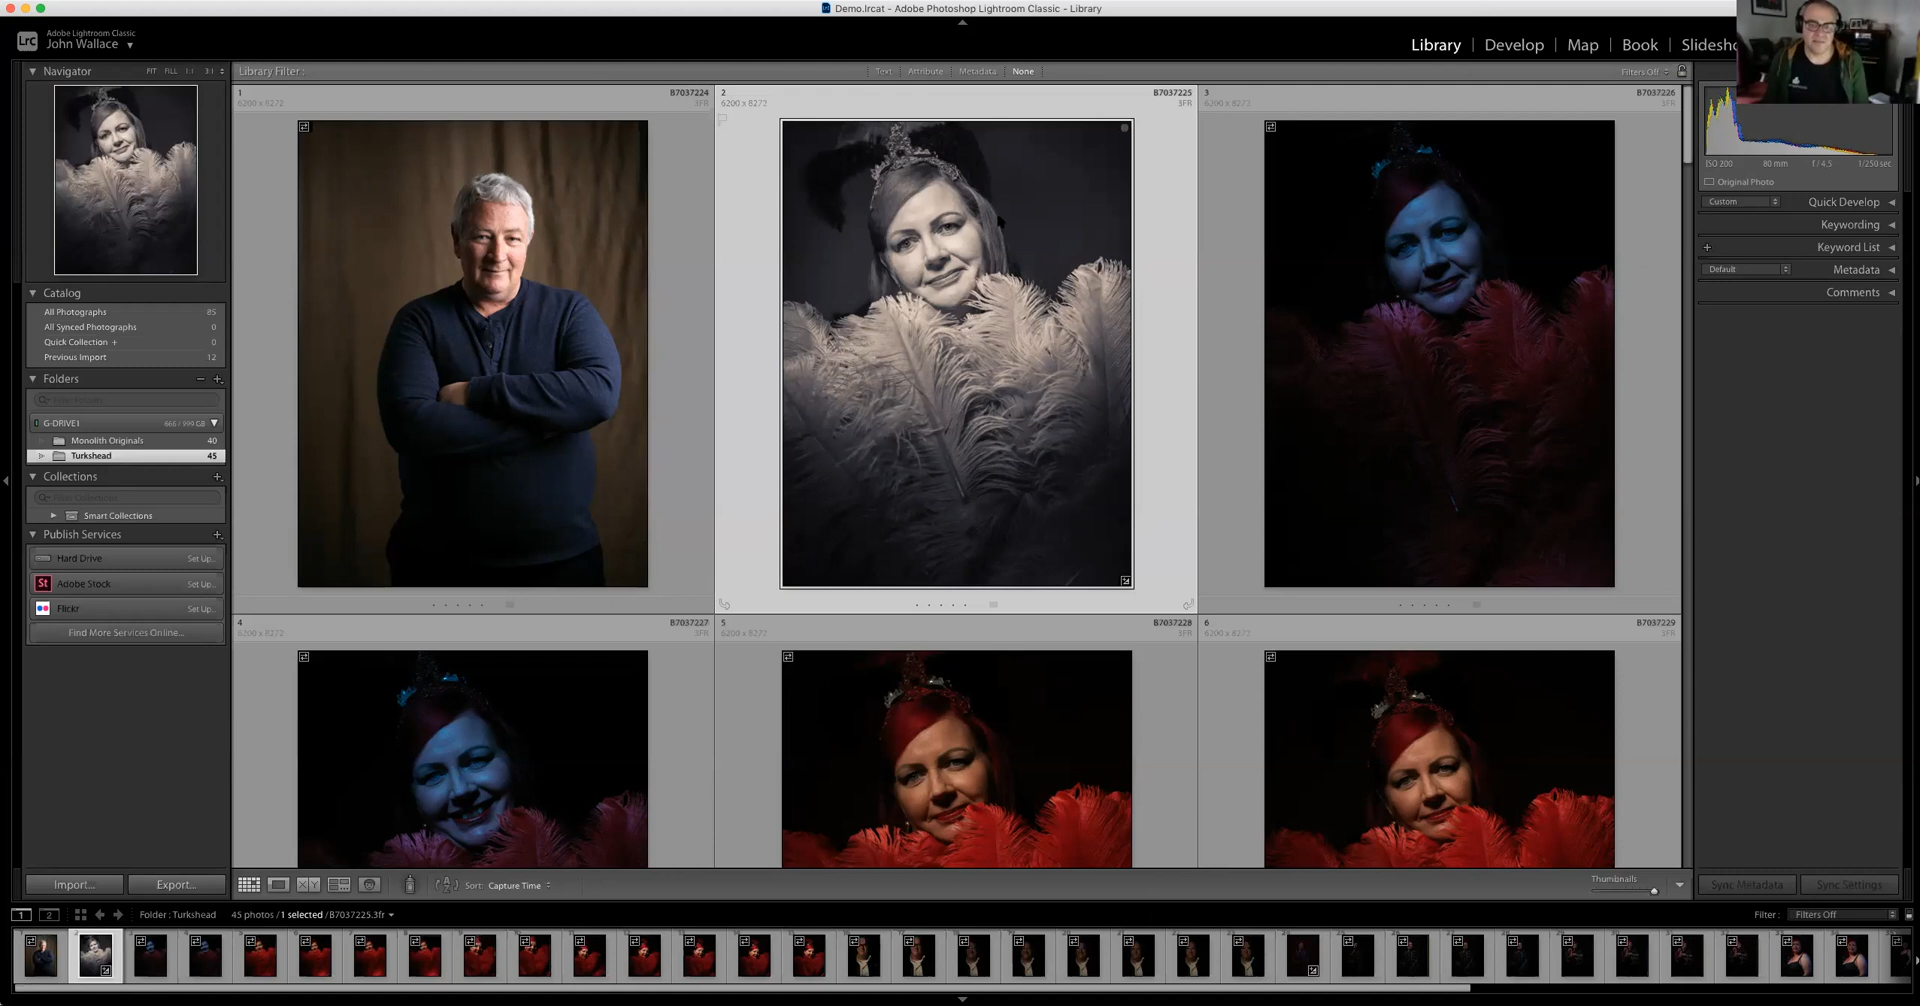 Demo.lrcat - Adobe Photoshop Lightroom Classic - Library
Lrc
Adobe Lightroom Classic
John Wallace
Library | Develop | Map | Book | Slidesho
Navigator FIT FILL 1:1 3:1
Library Filter : Text Attribute Metadata None Filters Off
1 B7037224
6200 x 8272 3FR
2 B7037225
6200 x 8272 3FR
3 B7037226
6200 x 8272 3FR
ISO 200 80 mm f / 4.5 1/250 sec
Original Photo
Custom Quick Develop
Keywording
+ Keyword List
Default Metadata
Comments
Catalog
All Photographs 85
All Synced Photographs 0
Quick Collection + 0
Previous Import 12
Folders − +
G-DRIVE1 666 / 999 GB
Monolith Originals 40
Turkshead 45
Collections +
Filter Collections
Smart Collections
Publish Services +
Hard Drive Set Up...
St Adobe Stock Set Up...
Flickr Set Up...
Find More Services Online...
4 B7037227
6200 x 8272 3FR
5 B7037228
6200 x 8272 3FR
6 B7037229
6200 x 8272 3FR
Import... Export...
XY
Sort: Capture Time
Thumbnails
Sync Metadata Sync Settings
1 2 Folder : Turkshead 45 photos / 1 selected / B7037225.3fr
Filter : Filters Off